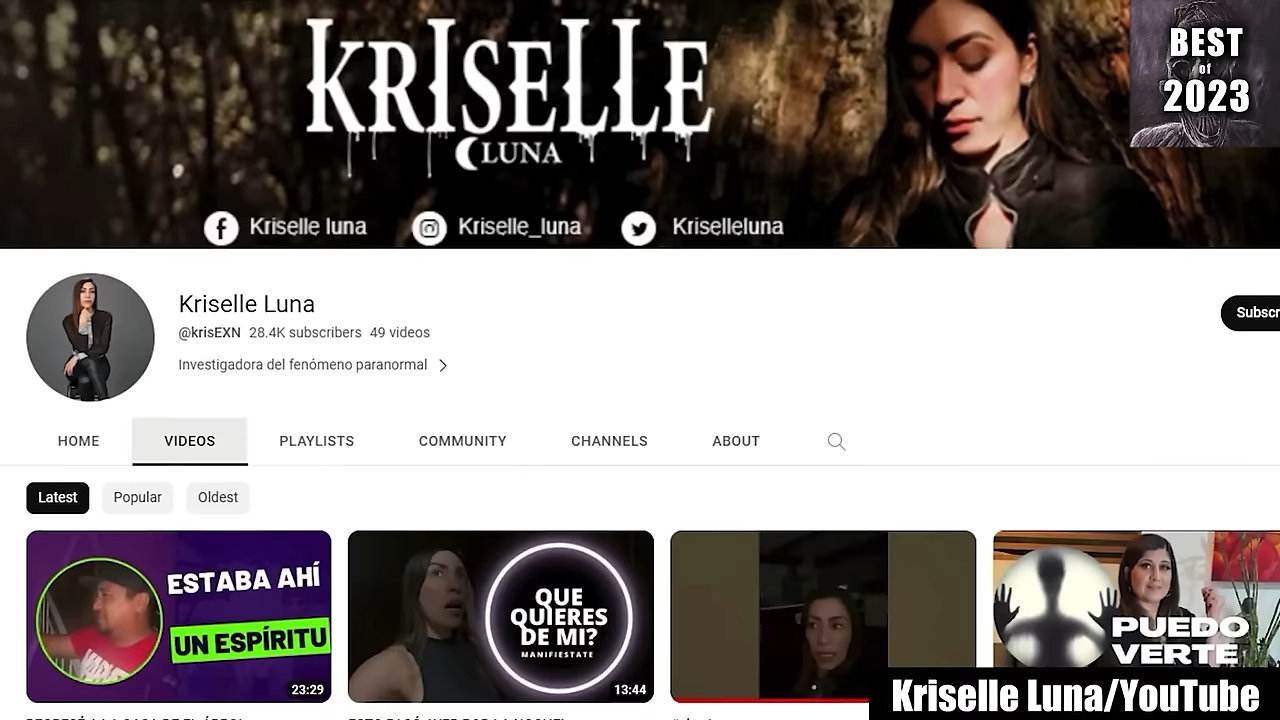 KRISELLE
LUNA
BEST
of
2023
Kriselle luna
Kriselle_luna
Kriselleluna
Kriselle Luna
@krisEXN 28.4K subscribers 49 videos
Investigadora del fenómeno paranormal
Subscr
HOME VIDEOS PLAYLISTS COMMUNITY CHANNELS ABOUT
Latest Popular Oldest
ESTABA AHÍ
UN ESPÍRITU
23:29
QUE
QUIERES
DE MI?
MANIFIESTATE
13:44
PUEDO
VERTE
Kriselle Luna/YouTube